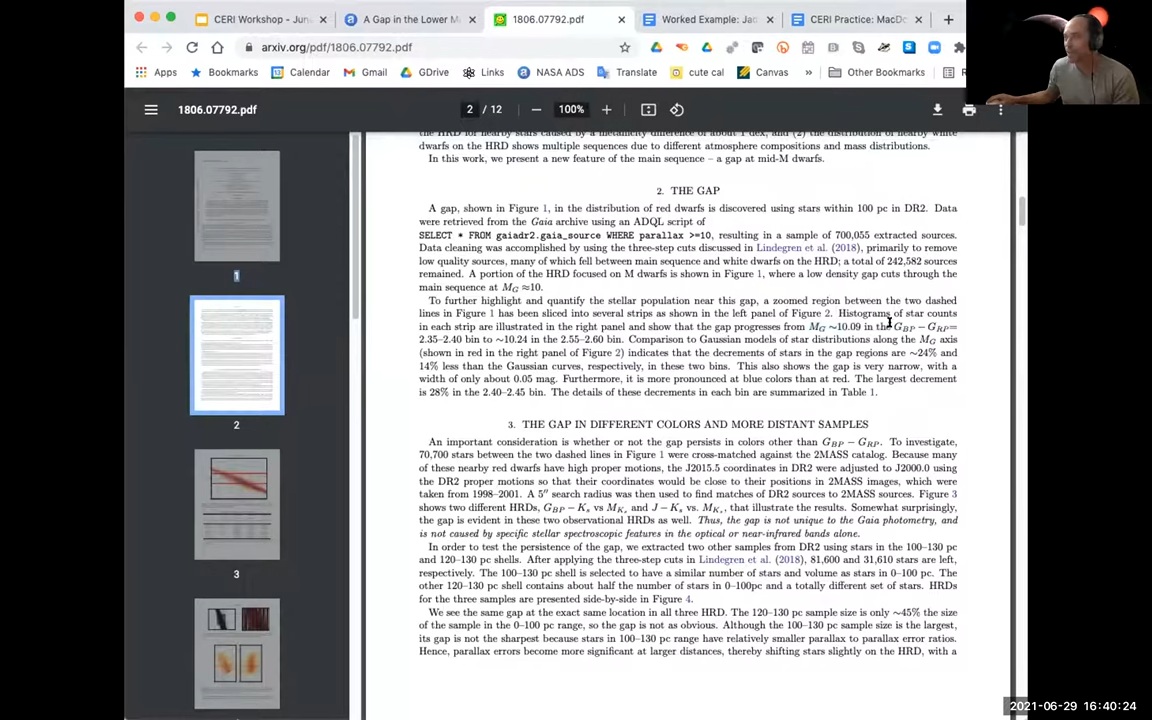 CERI Workshop - Jun
A Gap in the Lower M
1806.07792.pdf
Worked Example: Jac
CERI Practice: MacDo
arxiv.org/pdf/1806.07792.pdf
Apps
Bookmarks
Calendar
Gmail
GDrive
Links
NASA ADS
Translate
cute cal
Canvas
»
Other Bookmarks
1806.07792.pdf
2 / 12
100%
1
2
3
the HRD for nearby stars caused by a metallicity difference of about 1 dex, and (2) the distribution of nearby white
dwarfs on the HRD shows multiple sequences due to different atmosphere compositions and mass distributions.
In this work, we present a new feature of the main sequence – a gap at mid-M dwarfs.
2. THE GAP
A gap, shown in Figure 1, in the distribution of red dwarfs is discovered using stars within 100 pc in DR2. Data
were retrieved from the Gaia archive using an ADQL script of
SELECT * FROM gaiadr2.gaia_source WHERE parallax >=10, resulting in a sample of 700,055 extracted sources.
Data cleaning was accomplished by using the three-step cuts discussed in Lindegren et al. (2018), primarily to remove
low quality sources, many of which fell between main sequence and white dwarfs on the HRD; a total of 242,582 sources
remained. A portion of the HRD focused on M dwarfs is shown in Figure 1, where a low density gap cuts through the
main sequence at MG ≈10.
To further highlight and quantify the stellar population near this gap, a zoomed region between the two dashed
lines in Figure 1 has been sliced into several strips as shown in the left panel of Figure 2. Histograms of star counts
in each strip are illustrated in the right panel and show that the gap progresses from MG ∼10.09 in the GBP − GRP=
2.35–2.40 bin to ∼10.24 in the 2.55–2.60 bin. Comparison to Gaussian models of star distributions along the MG axis
(shown in red in the right panel of Figure 2) indicates that the decrements of stars in the gap regions are ∼24% and
14% less than the Gaussian curves, respectively, in these two bins. This also shows the gap is very narrow, with a
width of only about 0.05 mag. Furthermore, it is more pronounced at blue colors than at red. The largest decrement
is 28% in the 2.40–2.45 bin. The details of these decrements in each bin are summarized in Table 1.
3. THE GAP IN DIFFERENT COLORS AND MORE DISTANT SAMPLES
An important consideration is whether or not the gap persists in colors other than GBP − GRP. To investigate,
70,700 stars between the two dashed lines in Figure 1 were cross-matched against the 2MASS catalog. Because many
of these nearby red dwarfs have high proper motions, the J2015.5 coordinates in DR2 were adjusted to J2000.0 using
the DR2 proper motions so that their coordinates would be close to their positions in 2MASS images, which were
taken from 1998–2001. A 5″ search radius was then used to find matches of DR2 sources to 2MASS sources. Figure 3
shows two different HRDs, GBP − Ks vs MKs and J − Ks vs. MKs, that illustrate the results. Somewhat surprisingly,
the gap is evident in these two observational HRDs as well. Thus, the gap is not unique to the Gaia photometry, and
is not caused by specific stellar spectroscopic features in the optical or near-infrared bands alone.
In order to test the persistence of the gap, we extracted two other samples from DR2 using stars in the 100–130 pc
and 120–130 pc shells. After applying the three-step cuts in Lindegren et al. (2018), 81,600 and 31,610 stars are left,
respectively. The 100–130 pc shell is selected to have a similar number of stars and volume as stars in 0–100 pc. The
other 120–130 pc shell contains about half the number of stars in 0–100pc and a totally different set of stars. HRDs
for the three samples are presented side-by-side in Figure 4.
We see the same gap at the exact same location in all three HRD. The 120–130 pc sample size is only ∼45% the size
of the sample in the 0–100 pc range, so the gap is not as obvious. Although the 100–130 pc sample size is the largest,
its gap is not the sharpest because stars in 100–130 pc range have relatively smaller parallax to parallax error ratios.
Hence, parallax errors become more significant at larger distances, thereby shifting stars slightly on the HRD, with a
2021-06-29 16:40:24